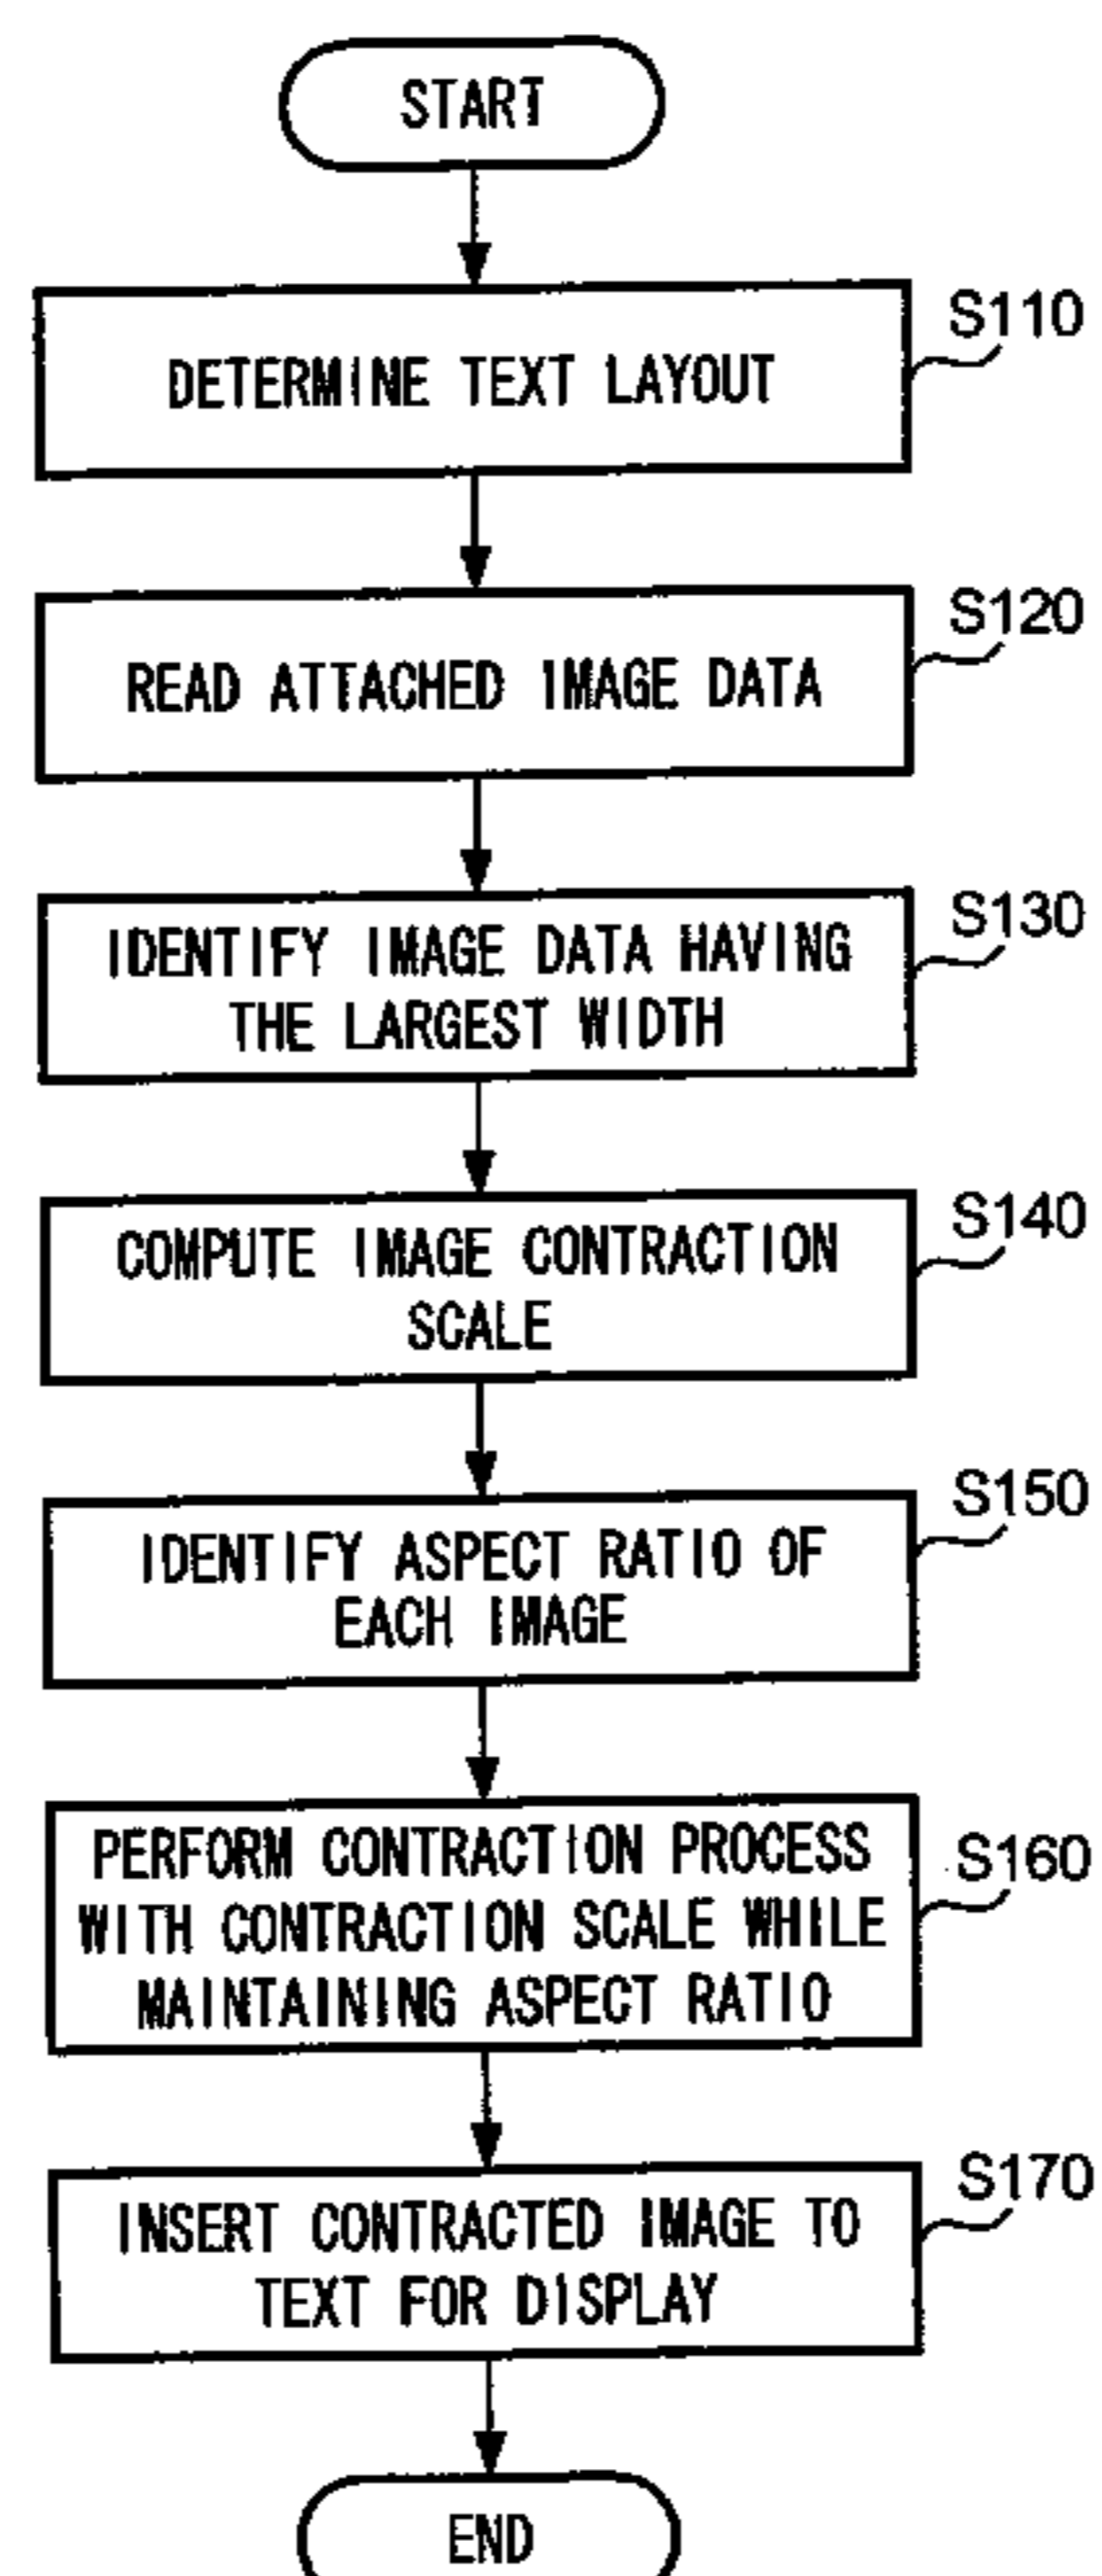 START
S110
DETERMINE TEXT LAYOUT
S120
READ ATTACHED IMAGE DATA
S130
IDENTIFY IMAGE DATA HAVING
THE LARGEST WIDTH
S140
COMPUTE IMAGE CONTRACTION
SCALE
S150
IDENTIFY ASPECT RATIO OF
EACH IMAGE
S160
PERFORM CONTRACTION PROCESS
WITH CONTRACTION SCALE WHILE
MAINTAINING ASPECT RATIO
S170
INSERT CONTRACTED IMAGE TO
TEXT FOR DISPLAY
END